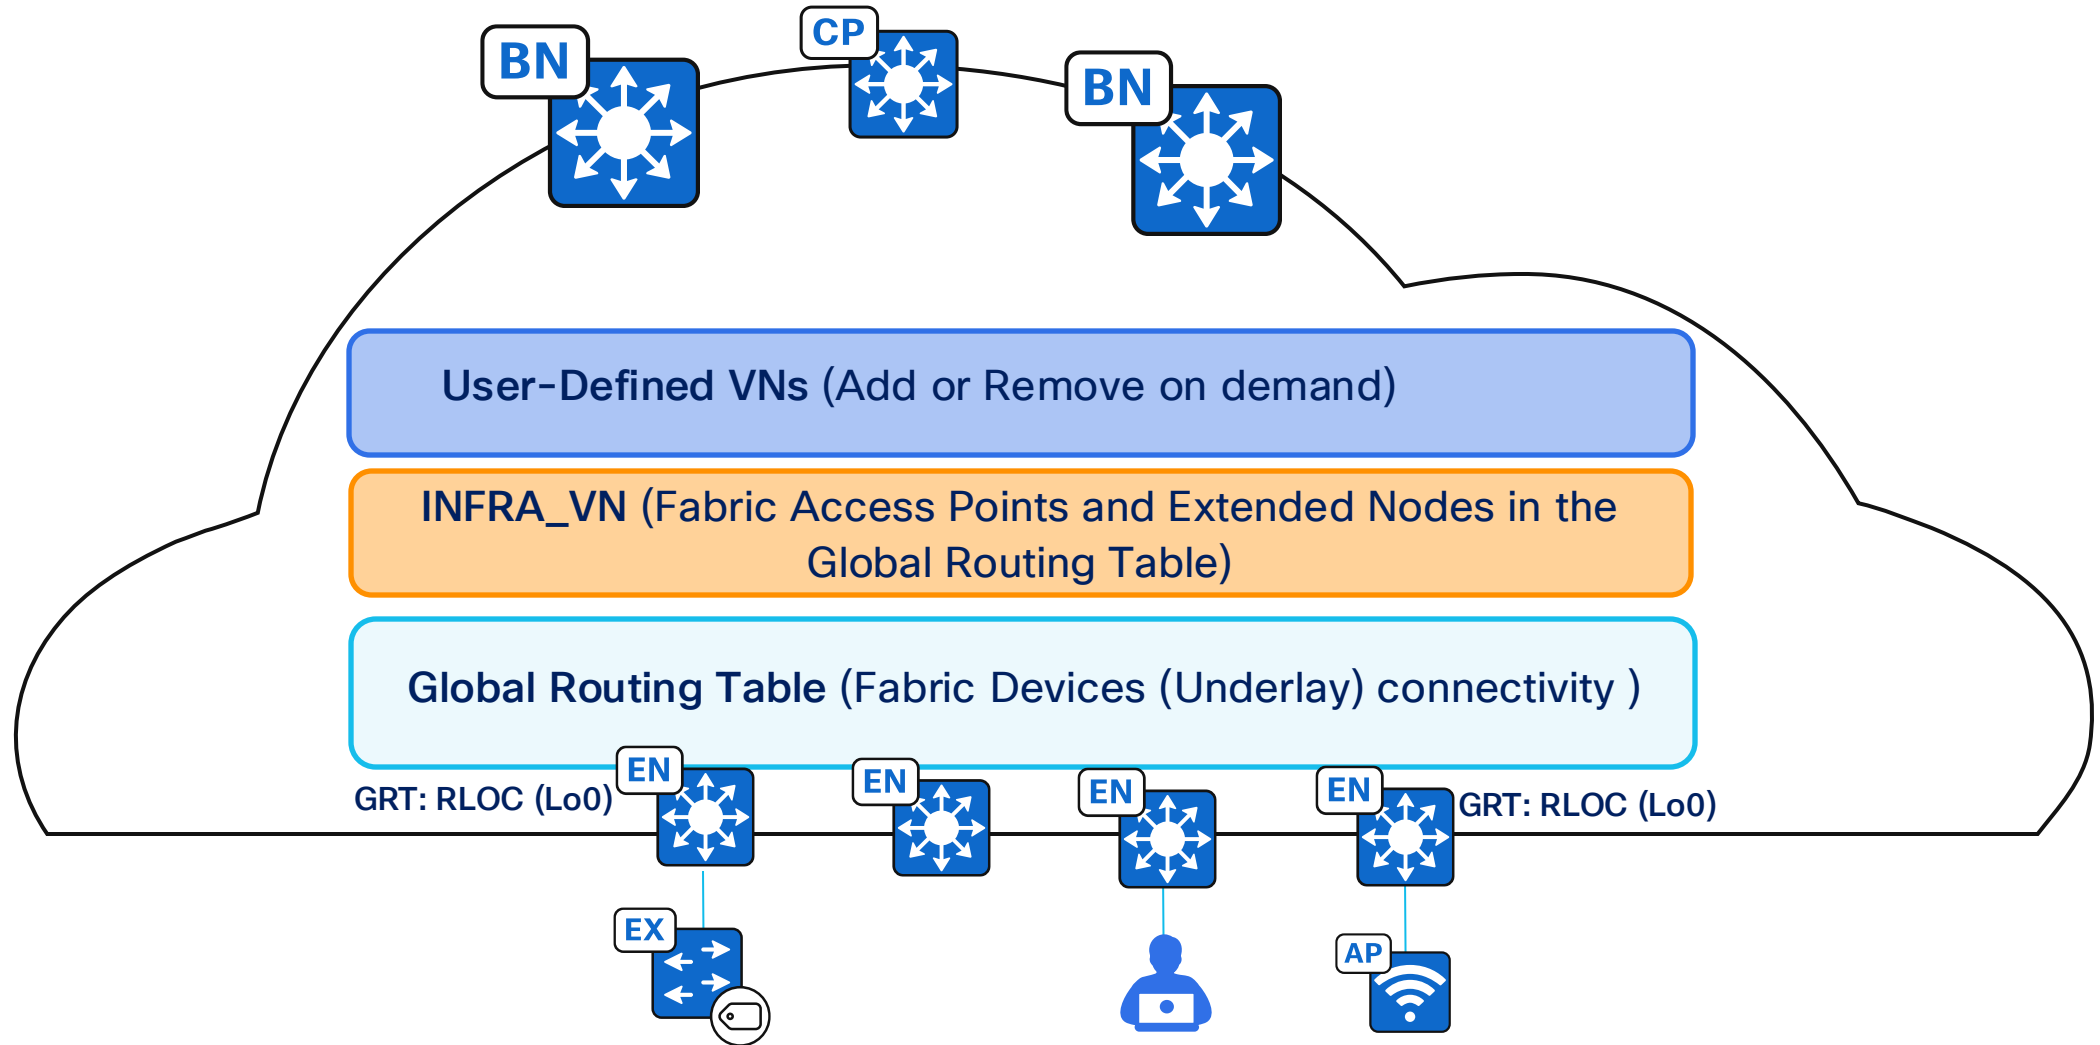 BN
CP
BN
User-Defined VNs (Add or Remove on demand)
INFRA_VN (Fabric Access Points and Extended Nodes in the
Global Routing Table)
Global Routing Table (Fabric Devices (Underlay) connectivity )
GRT: RLOC (Lo0)
EN
EN
EN
EN
GRT: RLOC (Lo0)
EX
AP